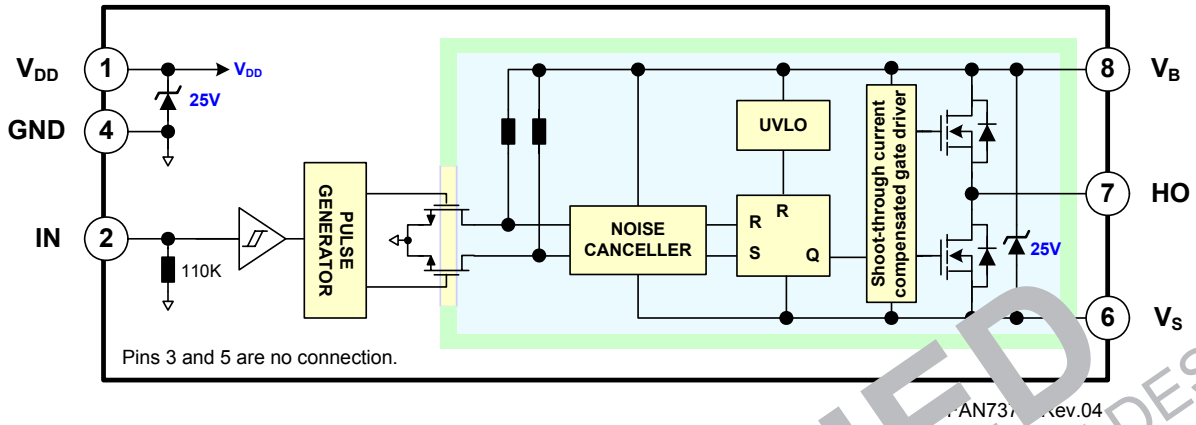 VDD 1 VDD 8 VB
25V
GND 4
UVLO
PULSE GENERATOR
Shoot-through current compensated gate driver
R
7 HO
IN 2
NOISE
CANCELLER
R
S Q
25V
110K
6 VS
Pins 3 and 5 are no connection.
Rev.04